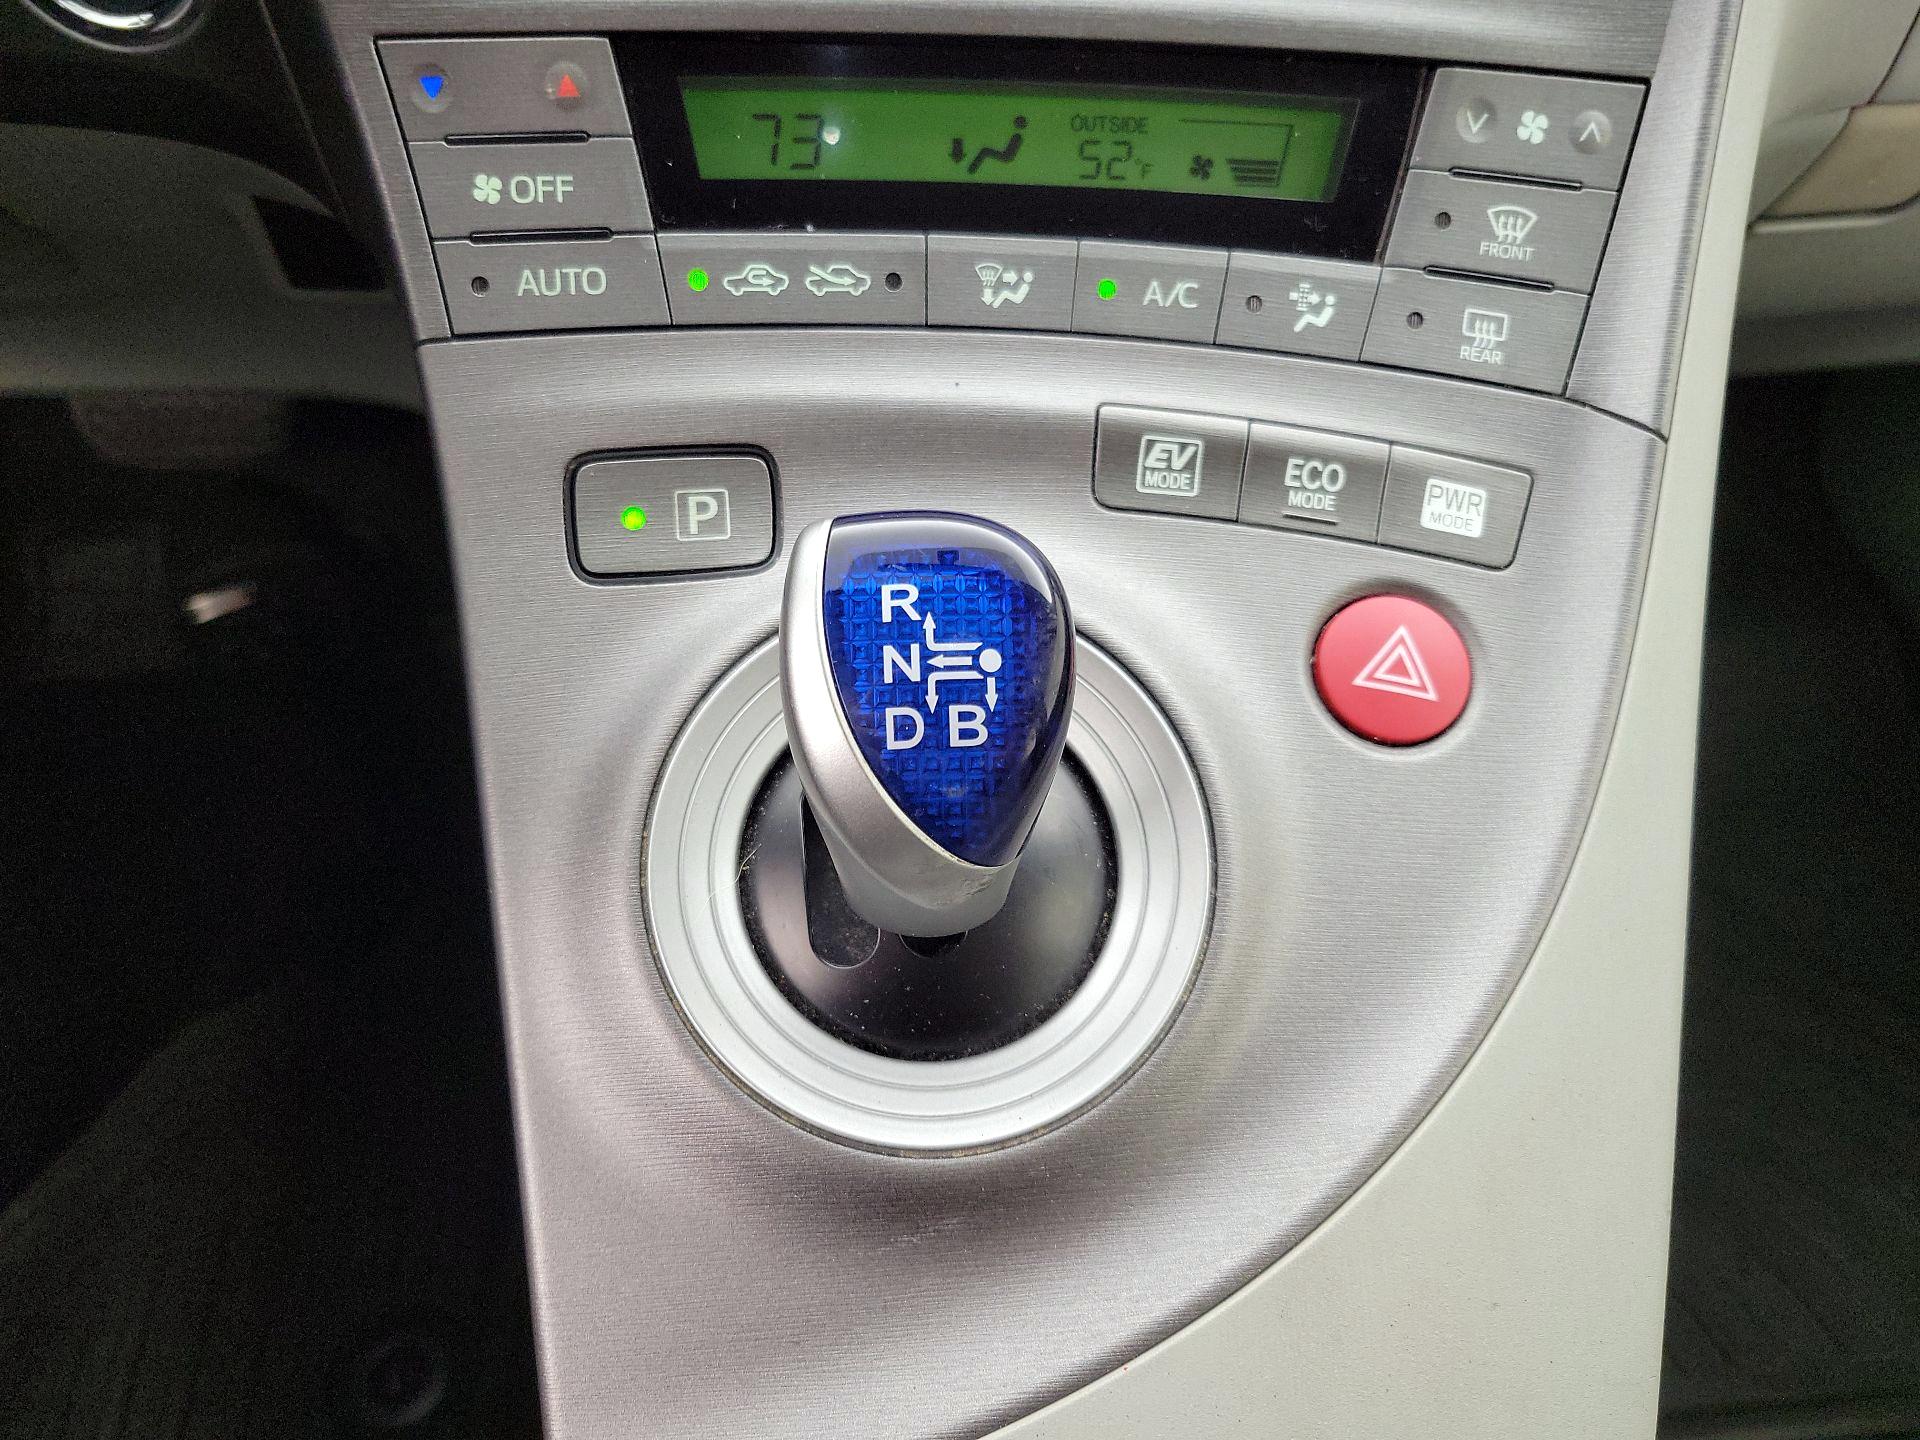 73
OUTSIDE
52°F
OFF
AUTO
A/C
FRONT
REAR
P
EV
MODE
ECO
MODE
PWR
MODE
R
N
D B